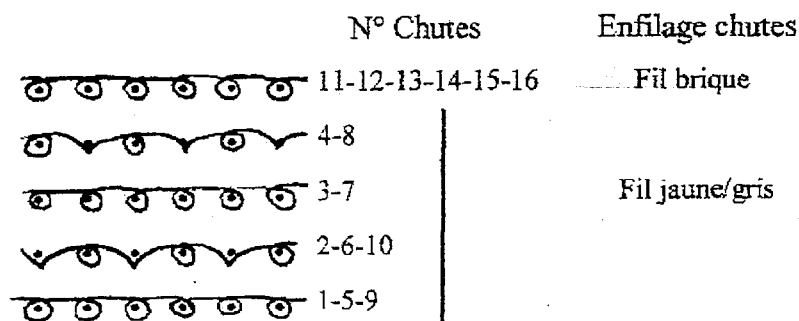 N° Chutes Enfilage chutes
11-12-13-14-15-16 Fil brique
4-8
3-7 Fil jaune/gris
2-6-10
1-5-9